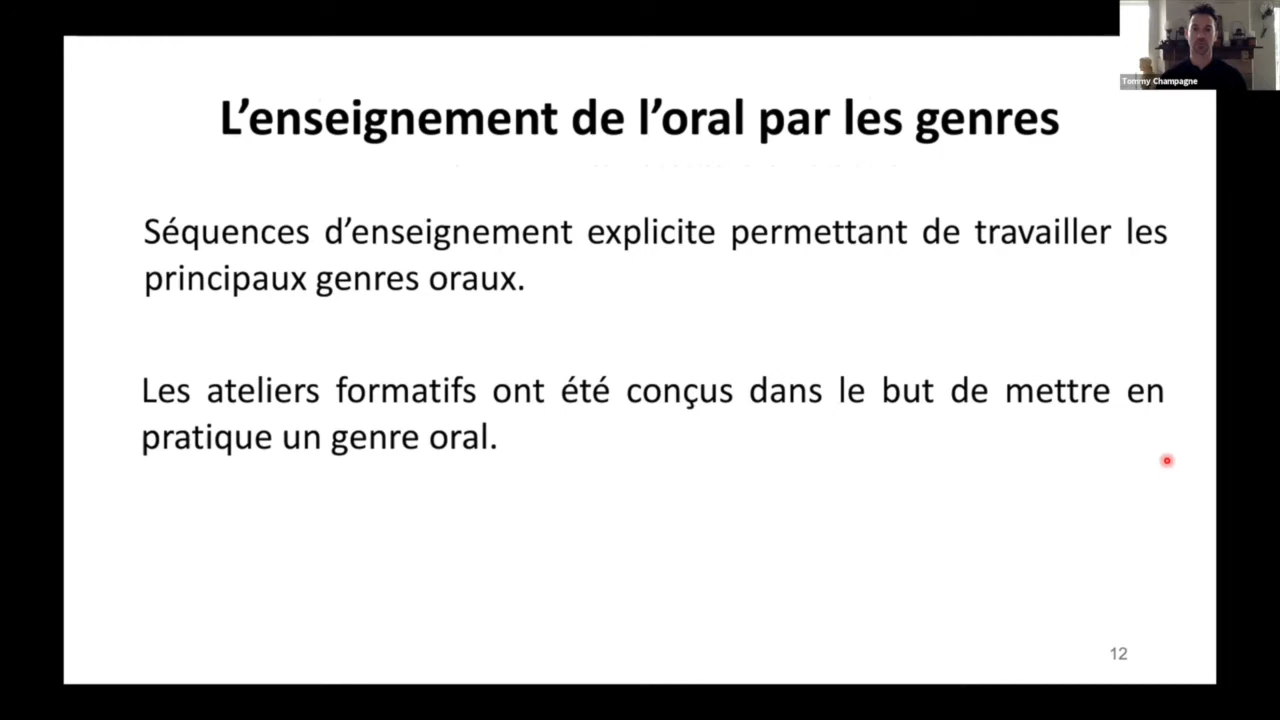 Tommy Champagne
L’enseignement de l’oral par les genres
Séquences d’enseignement explicite permettant de travailler les
principaux genres oraux.
Les ateliers formatifs ont été conçus dans le but de mettre en
pratique un genre oral.
12